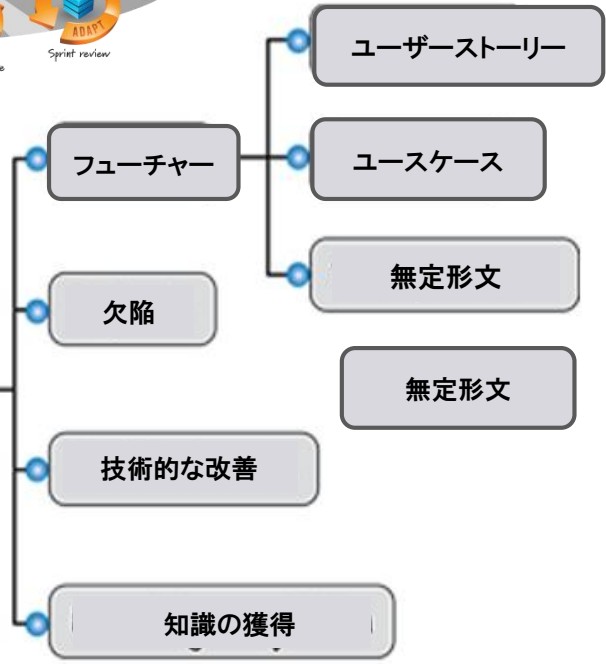 ADAPT
Sprint review
e
ユーザーストーリー
フューチャー
ユースケース
無定形文
欠陥
無定形文
技術的な改善
知識の獲得